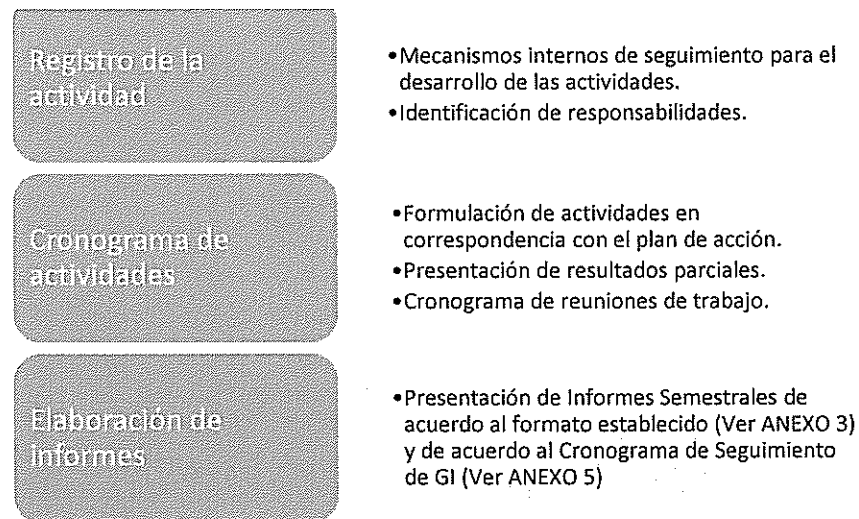 Registro de la
actividad
•Mecanismos internos de seguimiento para el
desarrollo de las actividades.
•Identificación de responsabilidades.
Cronograma de
actividades
•Formulación de actividades en
correspondencia con el plan de acción.
•Presentación de resultados parciales.
•Cronograma de reuniones de trabajo.
Elaboración de
informes
•Presentación de Informes Semestrales de
acuerdo al formato establecido (Ver ANEXO 3)
y de acuerdo al Cronograma de Seguimiento
de GI (Ver ANEXO 5)